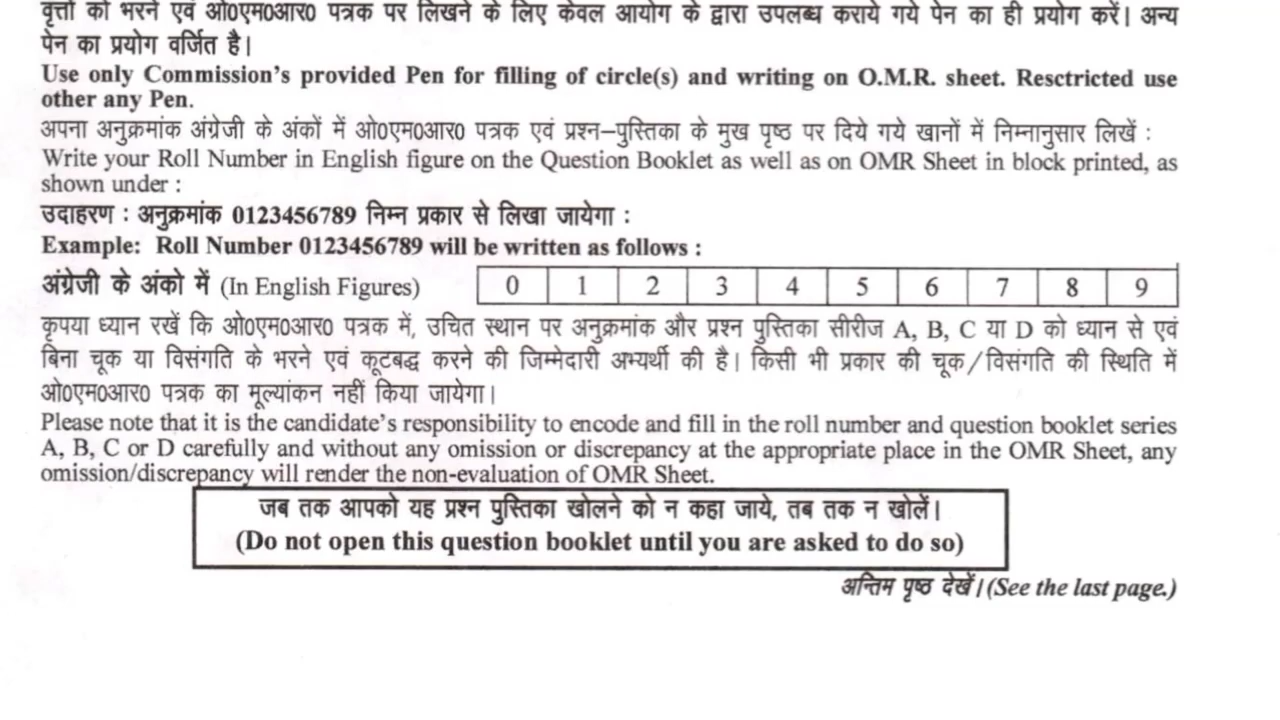 वृत्तों को भरने एवं ओ0एम0आर0 पत्रक पर लिखने के लिए केवल आयोग के द्वारा उपलब्ध कराये गये पेन का ही प्रयोग करें। अन्य
पेन का प्रयोग वर्जित है।
Use only Commission's provided Pen for filling of circle(s) and writing on O.M.R. sheet. Resctricted use
other any Pen.
अपना अनुक्रमांक अंग्रेजी के अंकों में ओ0एम0आर0 पत्रक एवं प्रश्न–पुस्तिका के मुख पृष्ठ पर दिये गये खानों में निम्नानुसार लिखें :
Write your Roll Number in English figure on the Question Booklet as well as on OMR Sheet in block printed, as
shown under :
उदाहरण : अनुक्रमांक 0123456789 निम्न प्रकार से लिखा जायेगा :
Example: Roll Number 0123456789 will be written as follows :
अंग्रेजी के अंको में (In English Figures) 0 1 2 3 4 5 6 7 8 9
कृपया ध्यान रखें कि ओ0एम0आर0 पत्रक में, उचित स्थान पर अनुक्रमांक और प्रश्न पुस्तिका सीरीज A, B, C या D को ध्यान से एवं
बिना चूक या विसंगति के भरने एवं कूटबद्ध करने की जिम्मेदारी अभ्यर्थी की है। किसी भी प्रकार की चूक/विसंगति की स्थिति में
ओ0एम0आर0 पत्रक का मूल्यांकन नहीं किया जायेगा।
Please note that it is the candidate's responsibility to encode and fill in the roll number and question booklet series
A, B, C or D carefully and without any omission or discrepancy at the appropriate place in the OMR Sheet, any
omission/discrepancy will render the non-evaluation of OMR Sheet.
जब तक आपको यह प्रश्न पुस्तिका खोलने को न कहा जाये, तब तक न खोलें।
(Do not open this question booklet until you are asked to do so)
अन्तिम पृष्ठ देखें। (See the last page.)